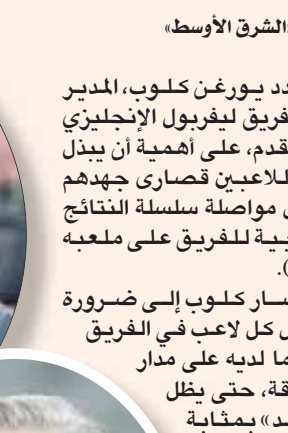 «الشرق الأوسط»
دد يورغن كلوب، المدير
فريق ليفربول الإنجليزي
قدم، على أهمية أن يبذل
للاعبين قصارى جهدهم
ل مواصلة سلسلة النتائج
بية للفريق على ملعبه
).
سار كلوب إلى ضرورة
ل كل لاعب في الفريق
ما لديه على مدار
قة، حتى يظل
يد» بمثابة